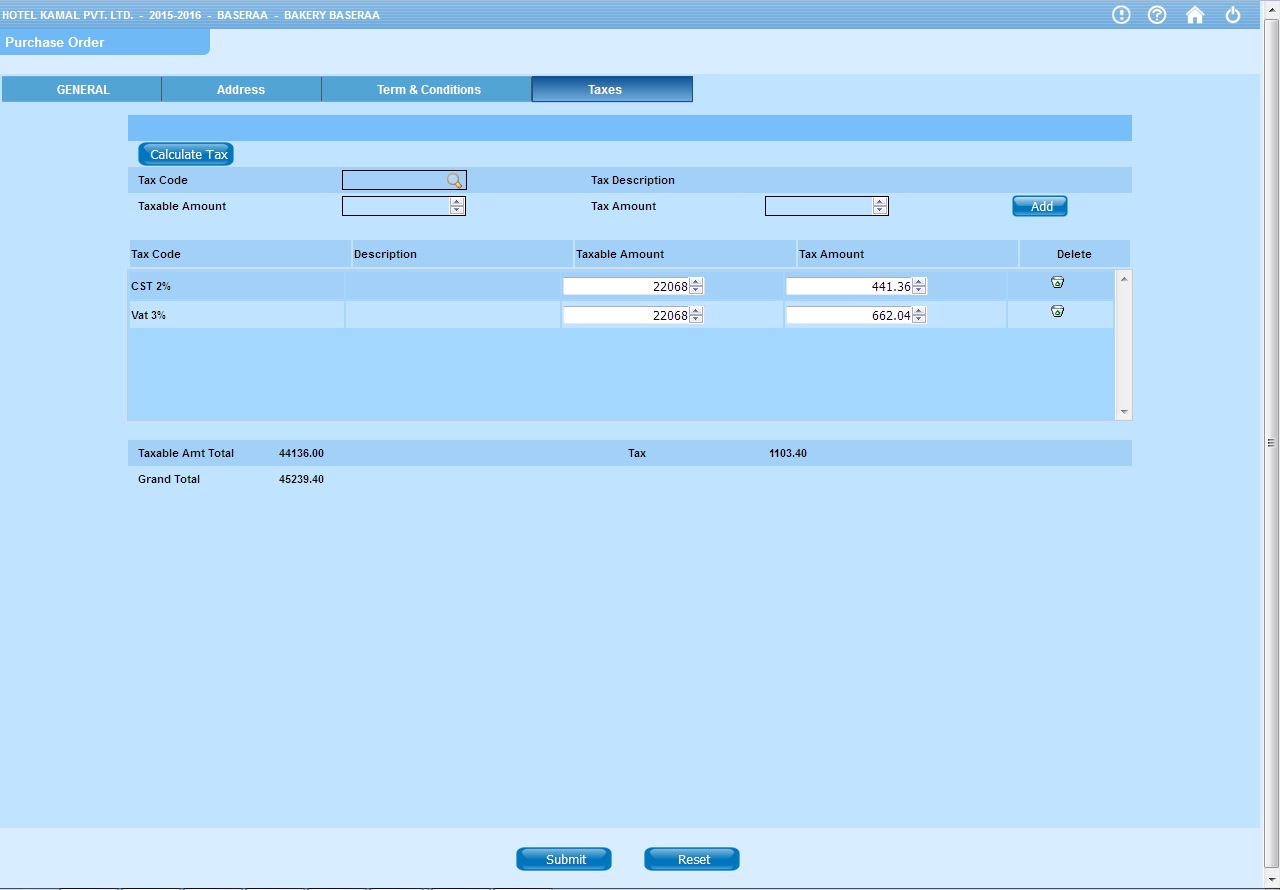 HOTEL KAMAL PVT. LTD. - 2015-2016 - BASERAA - BAKERY BASERAA
Purchase Order
GENERAL Address Term & Conditions Taxes
Calculate Tax
Tax Code Tax Description
Taxable Amount Tax Amount Add
Tax Code Description Taxable Amount Tax Amount Delete
CST 2% 22068 441.36
Vat 3% 22068 662.04
Taxable Amt Total 44136.00 Tax 1103.40
Grand Total 45239.40
Submit Reset